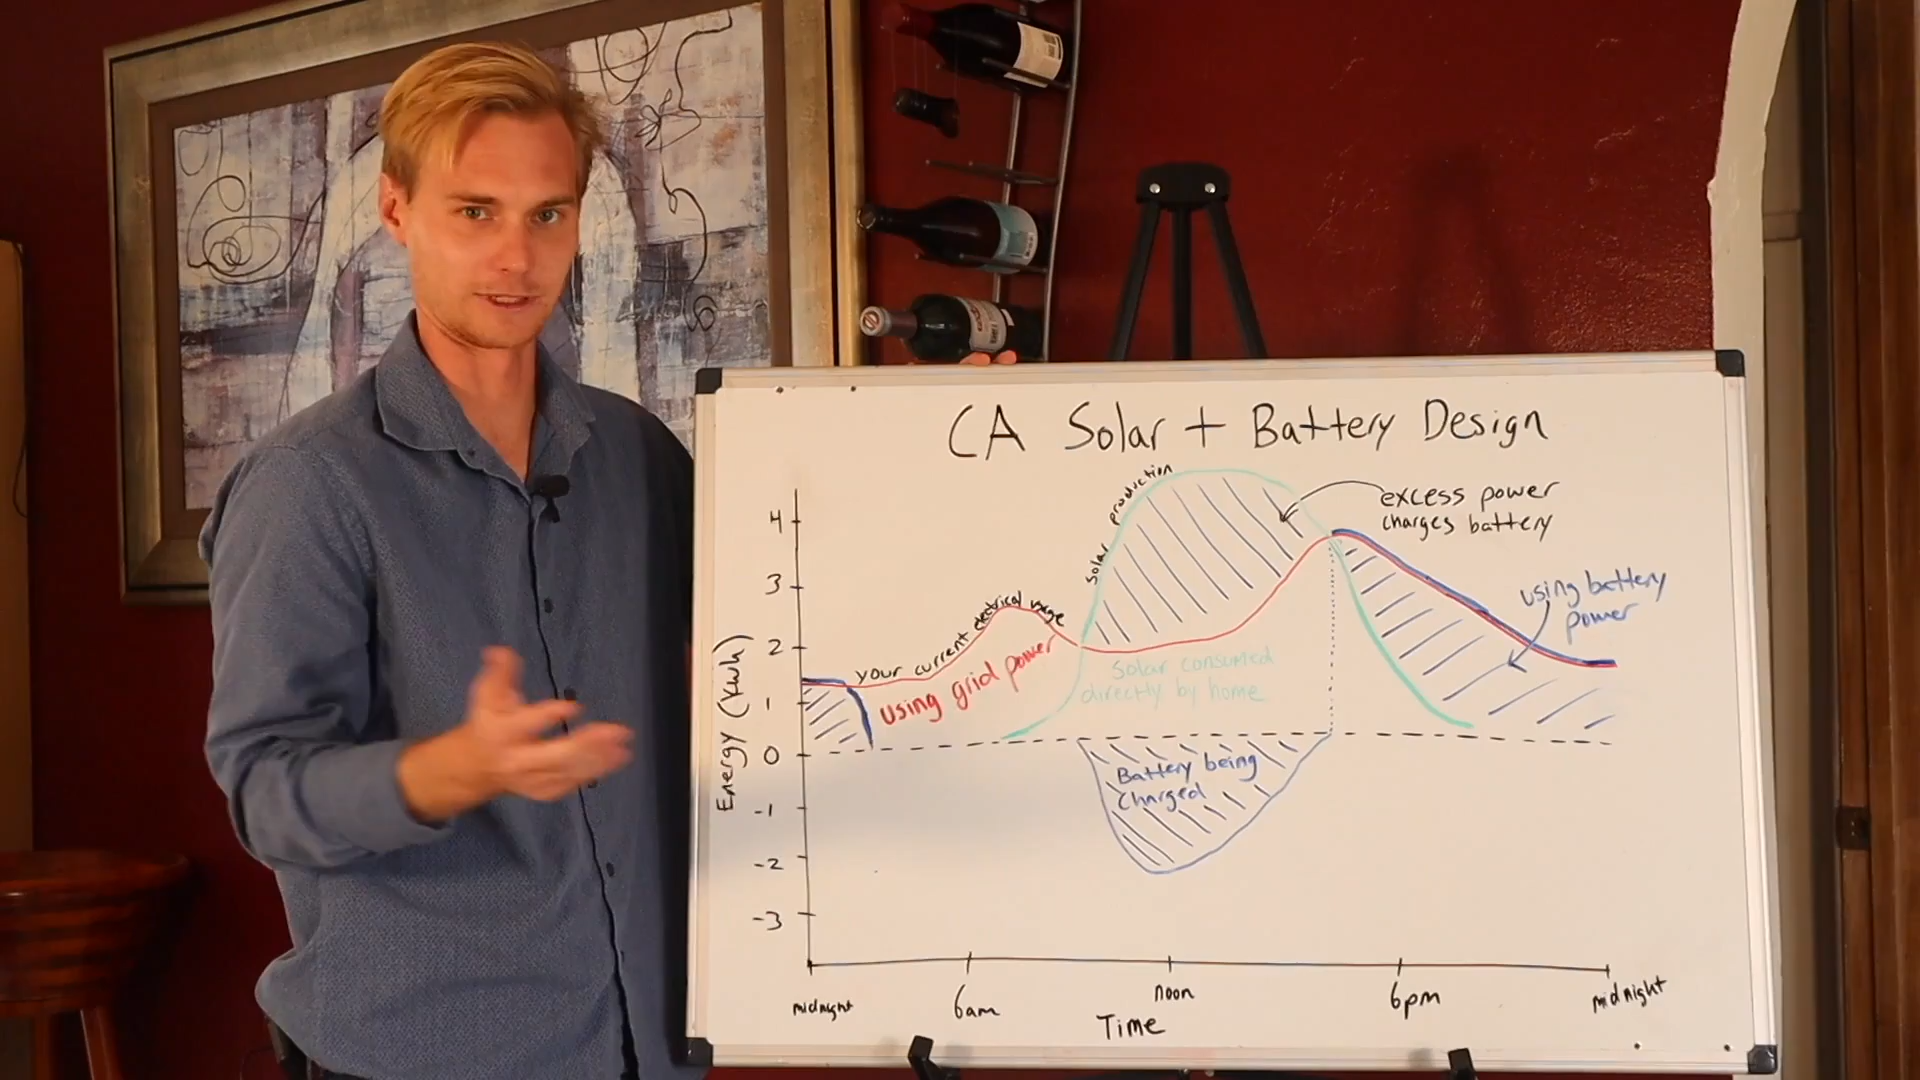 CA Solar + Battery Design
solar production
excess power
charges battery
4
3
2
1
0
-1
-2
-3
Energy (kwh)
your current electrical usage
using grid power
Solar consumed
directly by home
using battery
power
Battery being
Charged
midnight
6am
noon
6pm
midnight
Time